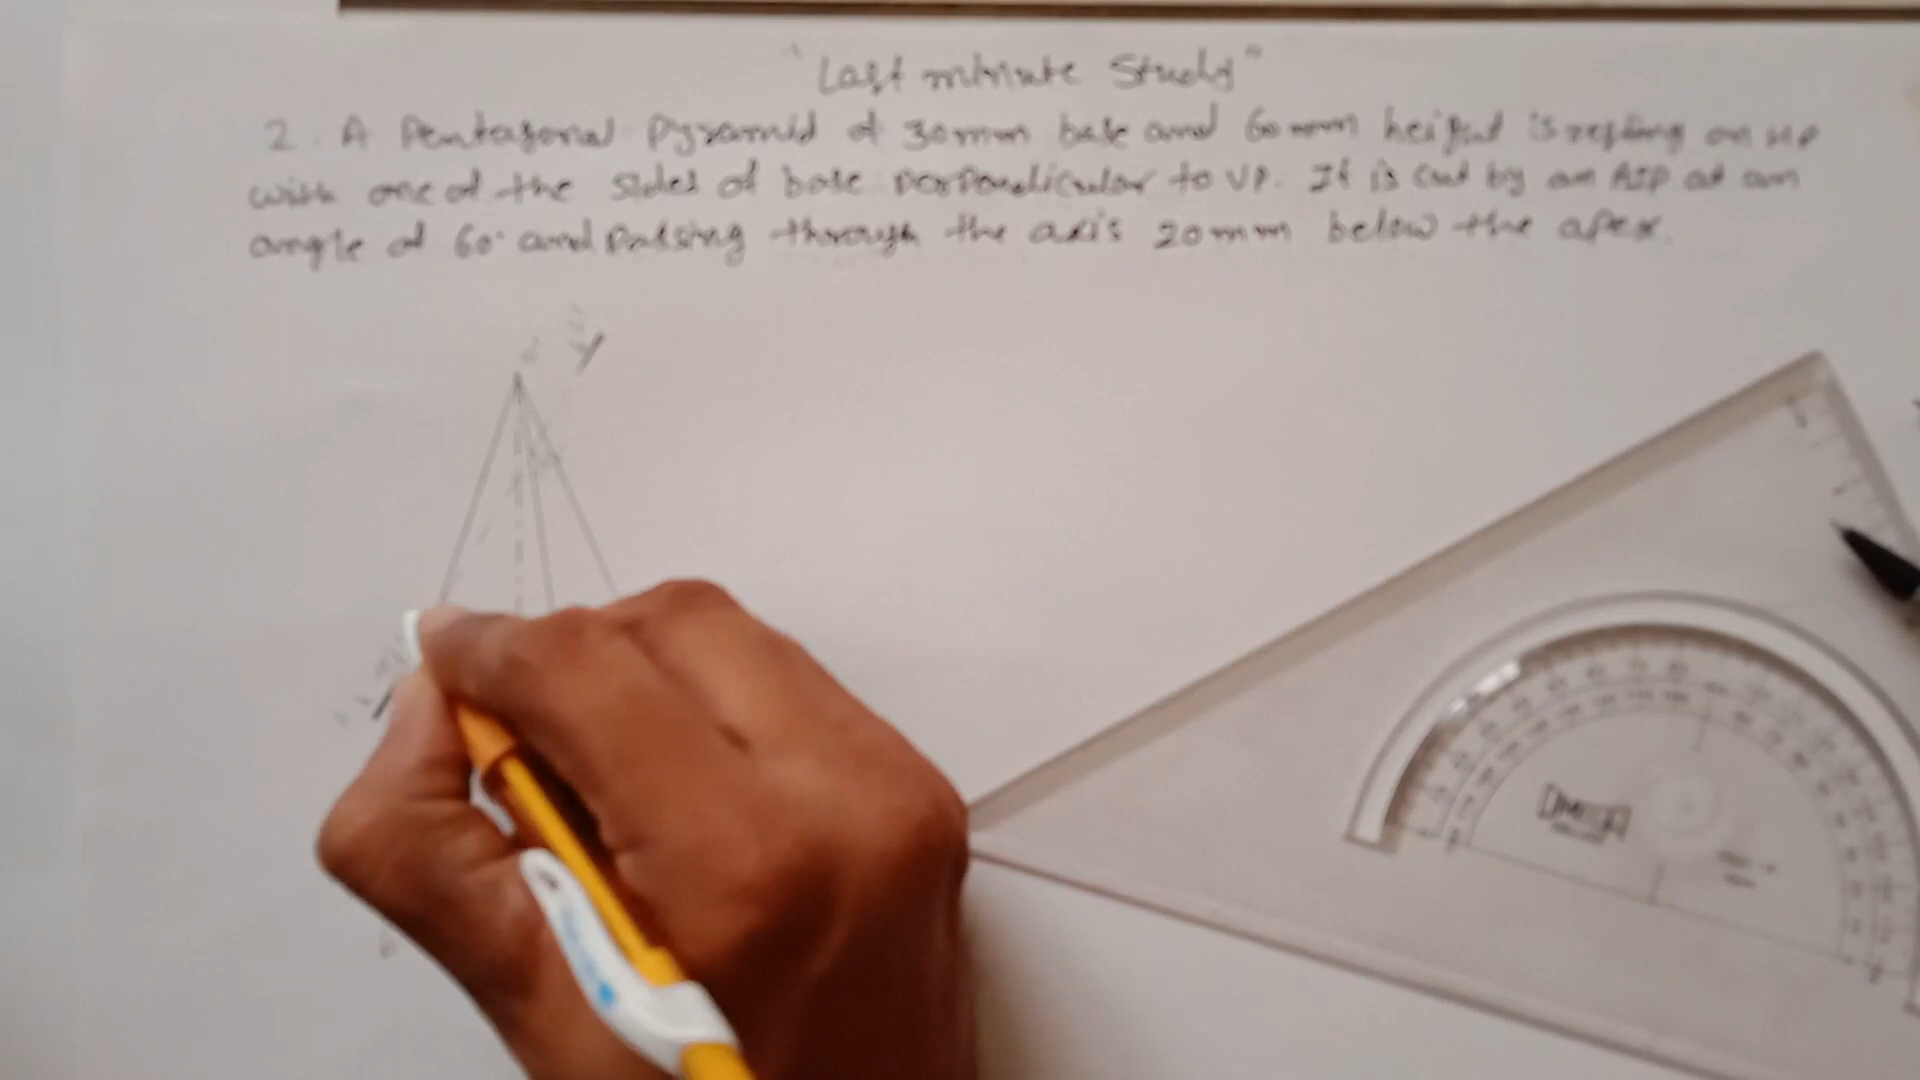 "Last minute Study"
2. A Pentagonal Pyramid of 30mm base and 60mm height is resting on HP
with one of the sides of base perpendicular to VP. It is cut by an AIP at an
angle of 60° and passing through the axis 20mm below the apex.
OMEGA